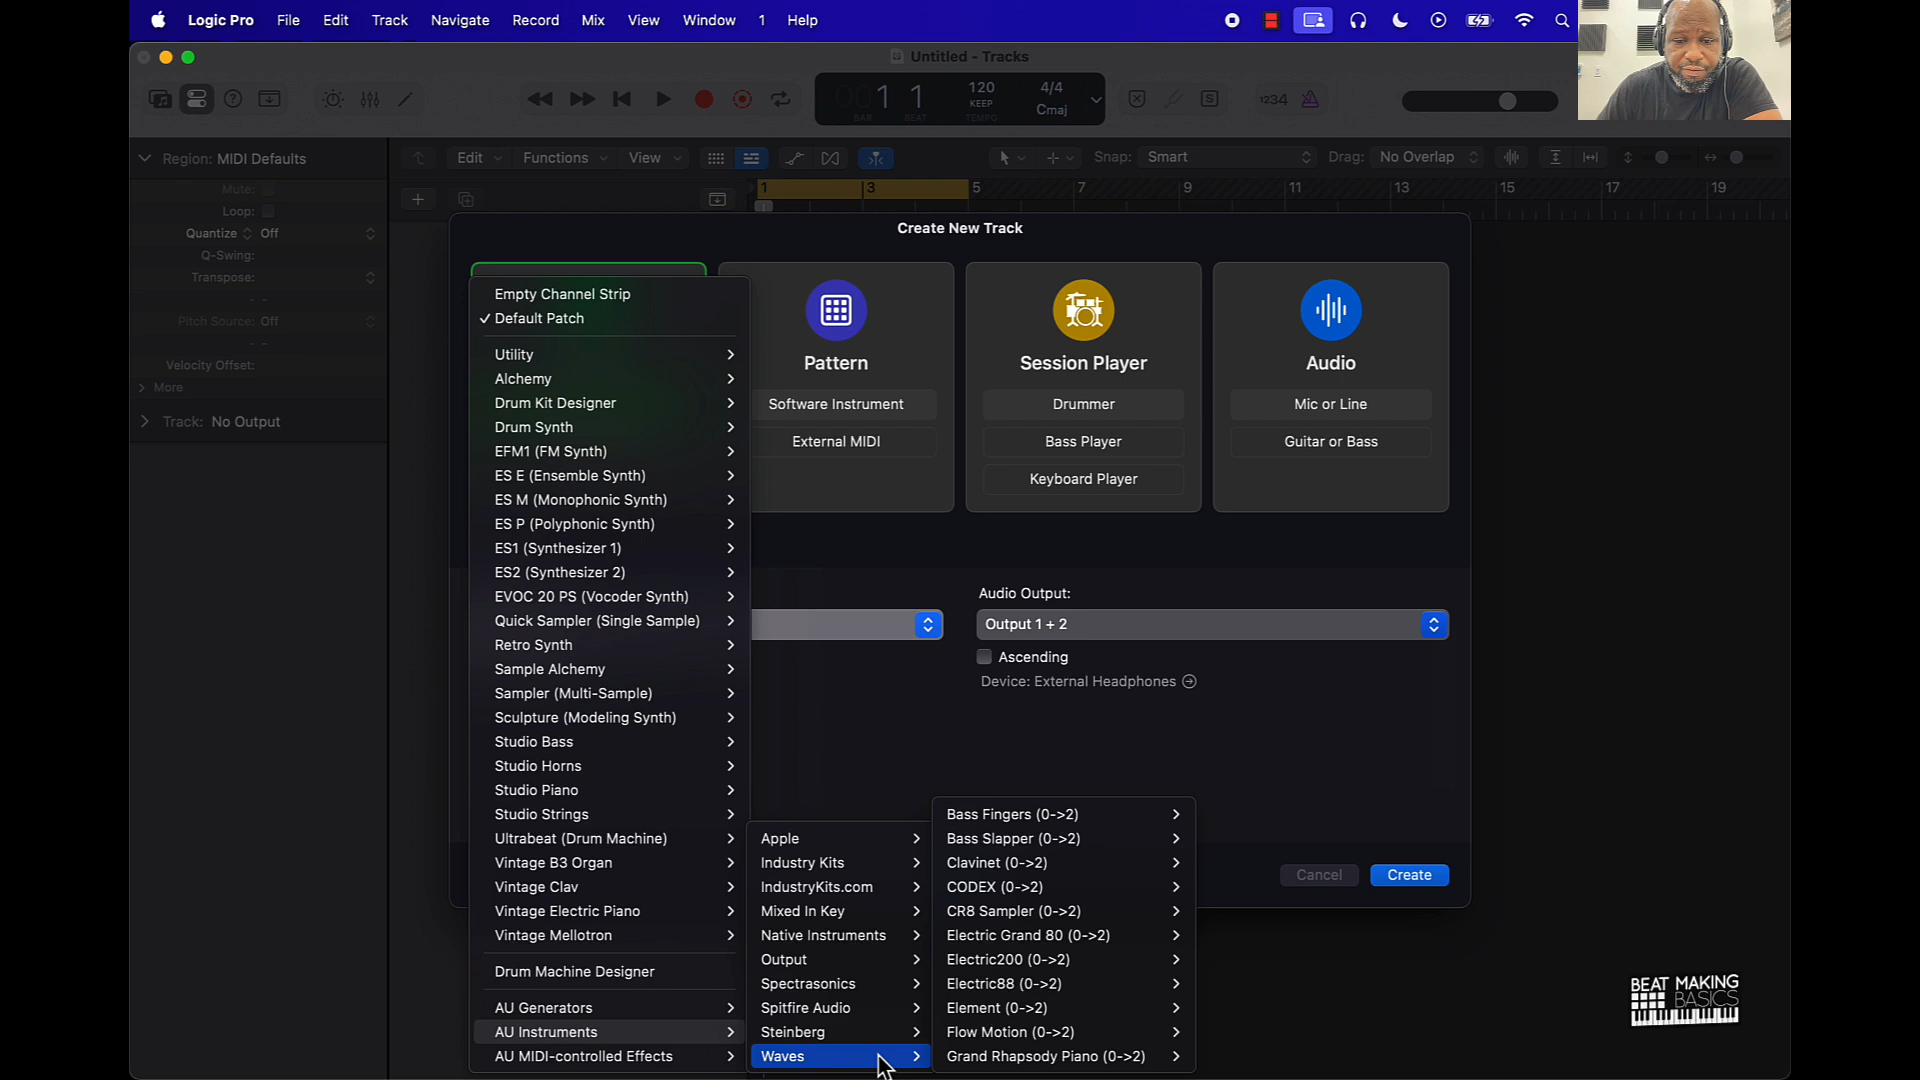 Logic Pro File Edit Track Navigate Record Mix View Window 1 Help
Untitled - Tracks
1 1
120
KEEP
TEMPO
4/4
Cmaj
BAR
BEAT
1234
Region: MIDI Defaults
Edit
Functions
View
Snap: Smart
Drag: No Overlap
Mute:
Loop:
Quantize Off
Q-Swing:
Transpose:
Pitch Source: Off
Velocity Offset:
More
Track: No Output
1 3 5 7 9 11 13 15 17 19
Create New Track
Empty Channel Strip
✓ Default Patch
Utility
Alchemy
Drum Kit Designer
Drum Synth
EFM1 (FM Synth)
ES E (Ensemble Synth)
ES M (Monophonic Synth)
ES P (Polyphonic Synth)
ES1 (Synthesizer 1)
ES2 (Synthesizer 2)
EVOC 20 PS (Vocoder Synth)
Quick Sampler (Single Sample)
Retro Synth
Sample Alchemy
Sampler (Multi-Sample)
Sculpture (Modeling Synth)
Studio Bass
Studio Horns
Studio Piano
Studio Strings
Ultrabeat (Drum Machine)
Vintage B3 Organ
Vintage Clav
Vintage Electric Piano
Vintage Mellotron
Drum Machine Designer
AU Generators
AU Instruments
AU MIDI-controlled Effects
Pattern
Software Instrument
External MIDI
Session Player
Drummer
Bass Player
Keyboard Player
Audio
Mic or Line
Guitar or Bass
Audio Output:
Output 1 + 2
Ascending
Device: External Headphones
Apple
Industry Kits
IndustryKits.com
Mixed In Key
Native Instruments
Output
Spectrasonics
Spitfire Audio
Steinberg
Waves
Bass Fingers (0->2)
Bass Slapper (0->2)
Clavinet (0->2)
CODEX (0->2)
CR8 Sampler (0->2)
Electric Grand 80 (0->2)
Electric200 (0->2)
Electric88 (0->2)
Element (0->2)
Flow Motion (0->2)
Grand Rhapsody Piano (0->2)
Cancel
Create
BEAT MAKING
BASICS